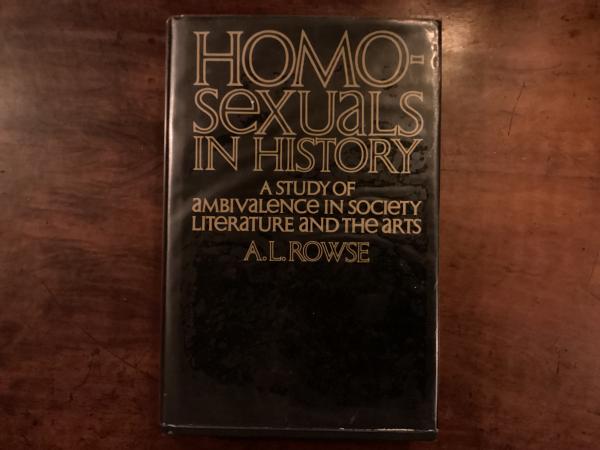 HOMO-
SEXUALS
IN HISTORY
A STUDY OF
AMBIVALENCE IN SOCIETY
LITERATURE AND THE ARTS
A.L. ROWSE